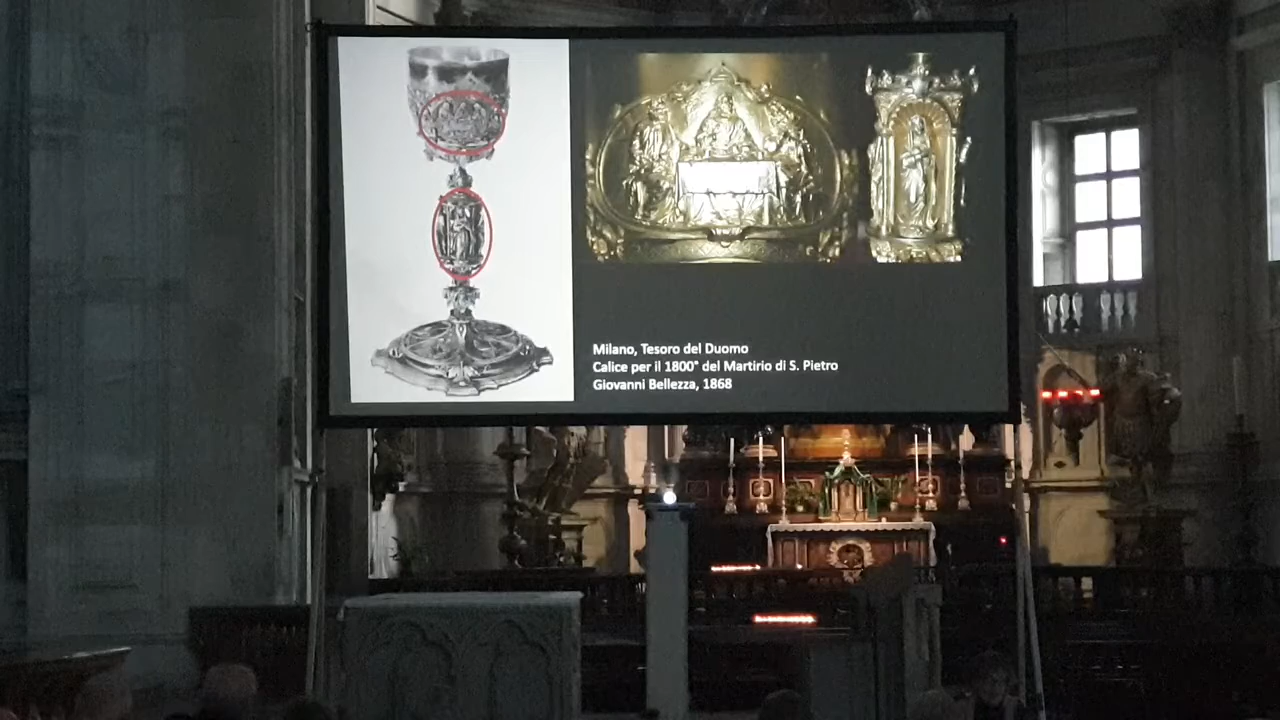 Milano, Tesoro del Duomo
Calice per il 1800° del Martirio di S. Pietro
Giovanni Bellezza, 1868